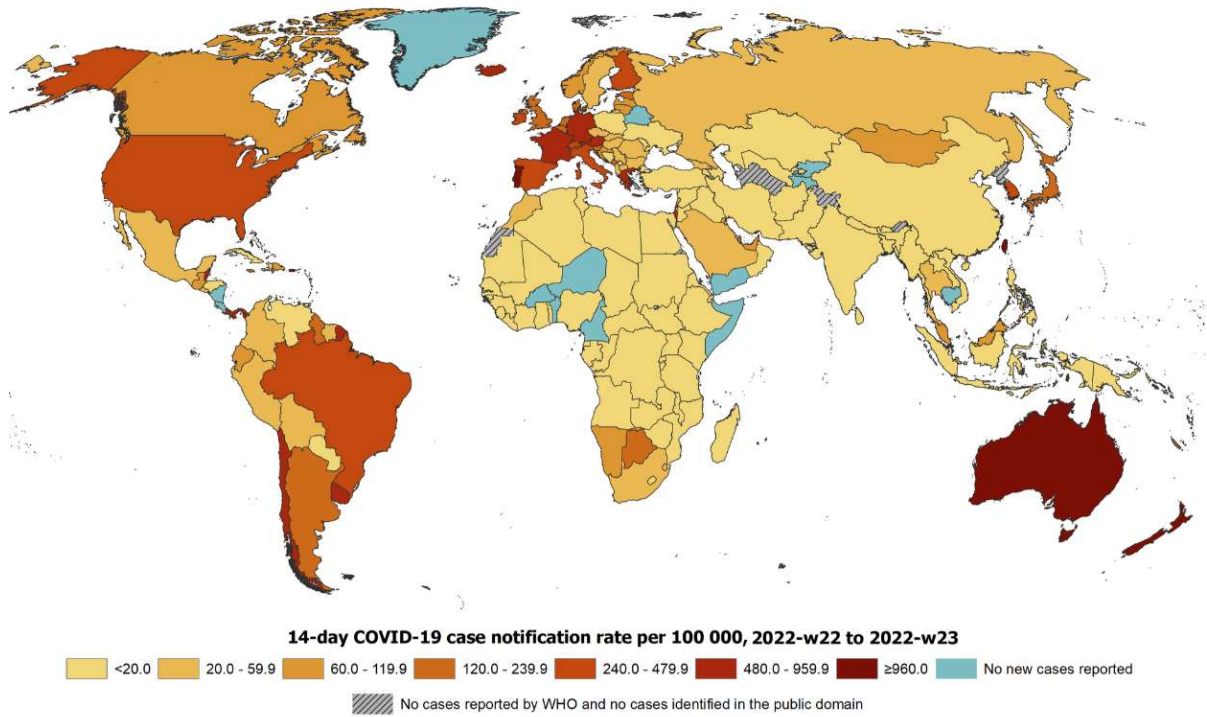 14-day COVID-19 case notification rate per 100 000, 2022-w22 to 2022-w23
<20.0 20.0 - 59.9 60.0 - 119.9 120.0 - 239.9 240.0 - 479.9 480.0 - 959.9 ≥960.0 No new cases reported
No cases reported by WHO and no cases identified in the public domain